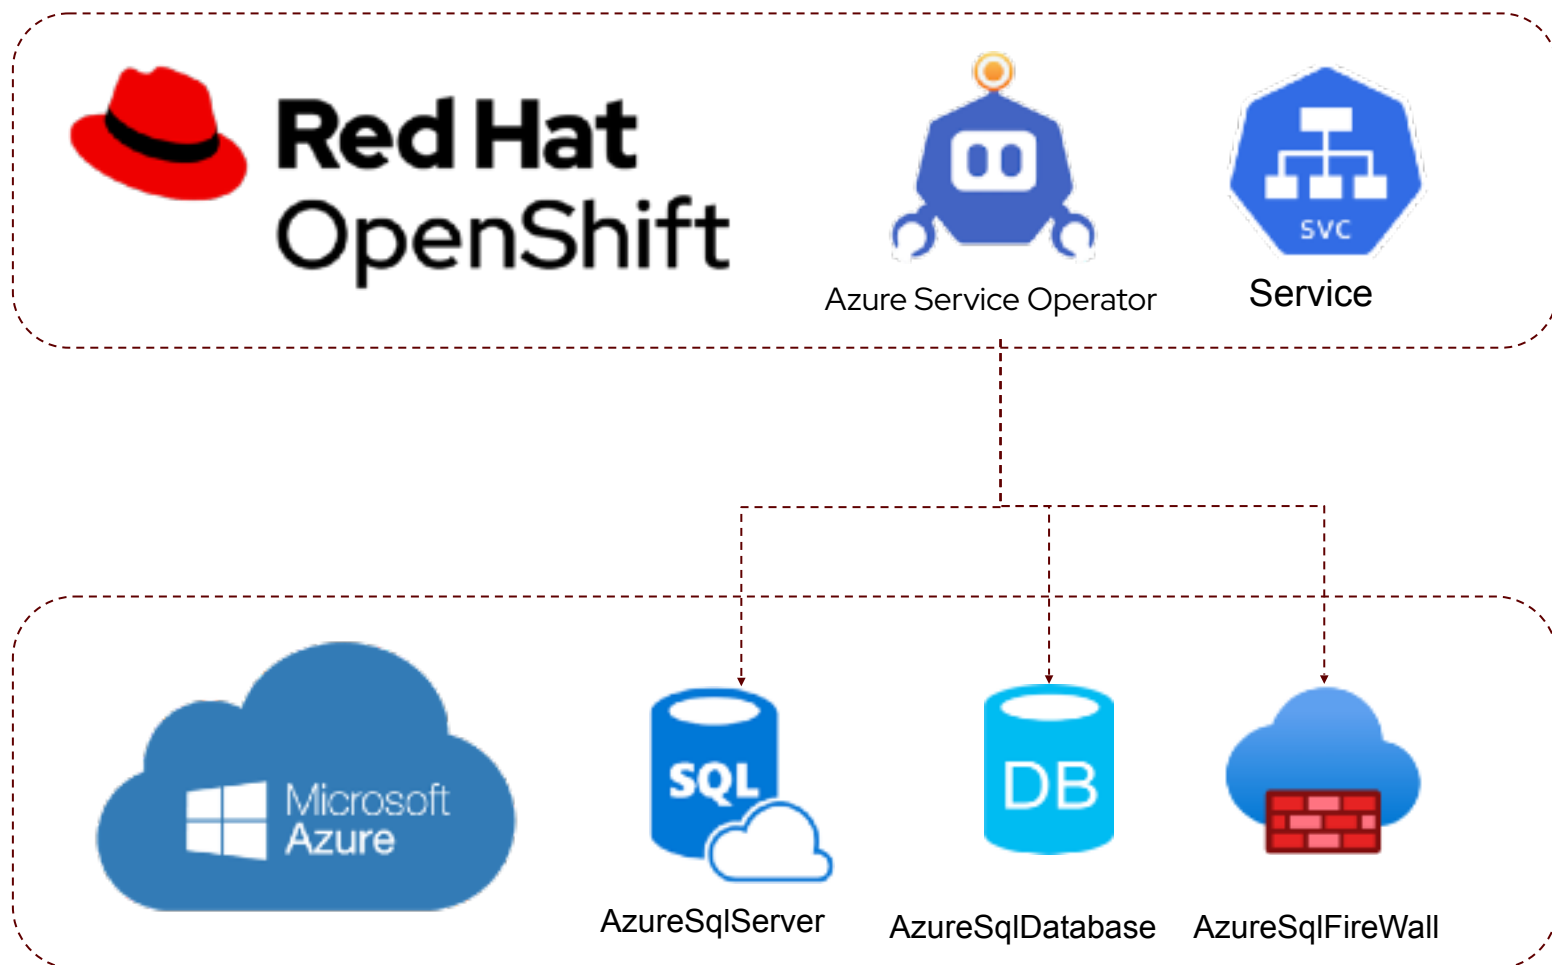 Red Hat
OpenShift
svc
Azure Service Operator
Service
Microsoft
Azure
SQL
DB
AzureSqlServer
AzureSqlDatabase
AzureSqlFireWall